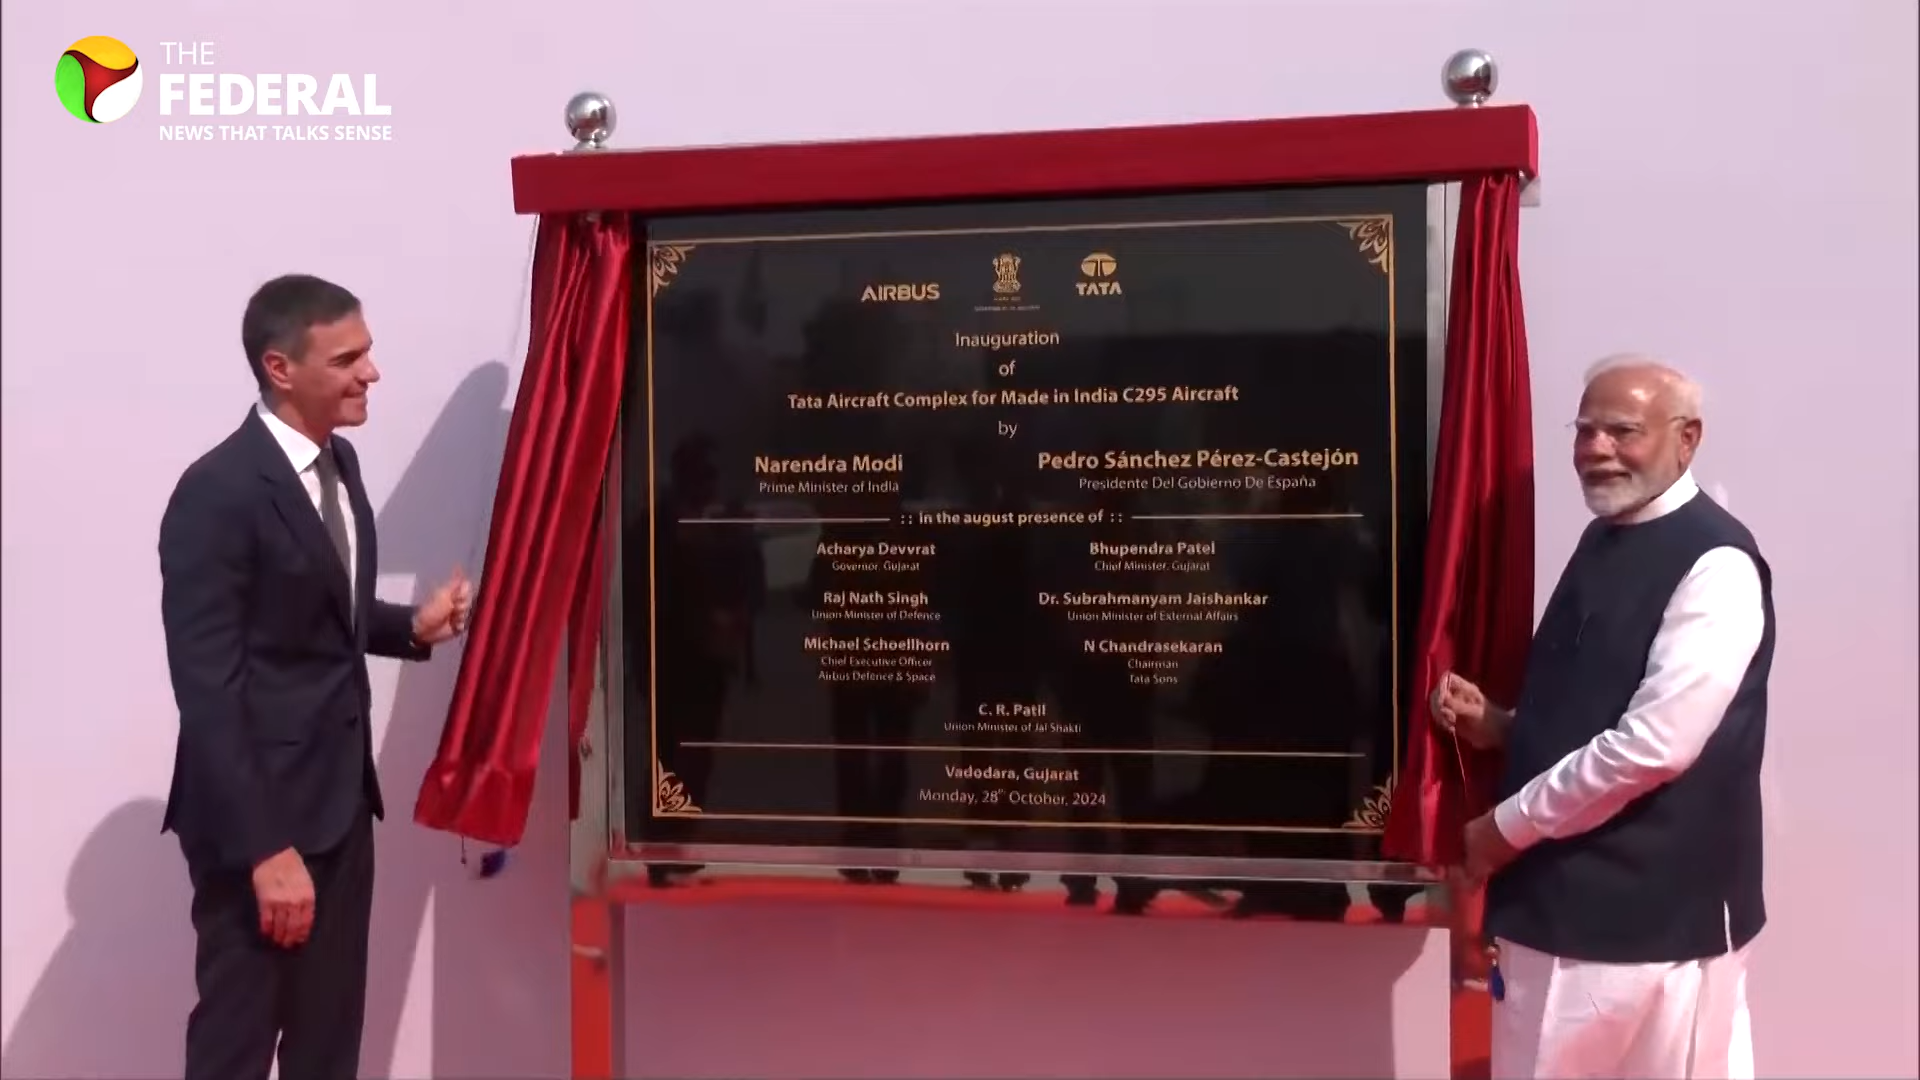 THE
FEDERAL
NEWS THAT TALKS SENSE
AIRBUS
TATA
Inauguration
of
Tata Aircraft Complex for Made in India C295 Aircraft
by
Narendra Modi
Prime Minister of India
Pedro Sánchez Pérez-Castejón
Presidente Del Gobierno De España
:: in the august presence of ::
Acharya Devvrat
Governor, Gujarat
Bhupendra Patel
Chief Minister, Gujarat
Raj Nath Singh
Union Minister of Defence
Dr. Subrahmanyam Jaishankar
Union Minister of External Affairs
Michael Schoellhorn
Chief Executive Officer
Airbus Defence & Space
N Chandrasekaran
Chairman
Tata Sons
C. R. Patil
Union Minister of Jal Shakti
Vadodara, Gujarat
Monday, 28th October, 2024